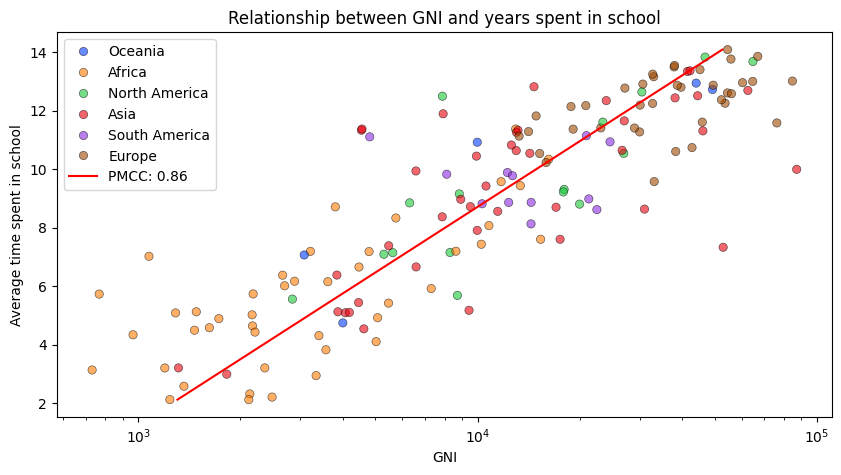 Relationship between GNI and years spent in school
Oceania
Africa
North America
Asia
South America
Europe
PMCC: 0.86
Average time spent in school
14
12
10
8
6
4
2
10³
10⁴
10⁵
GNI